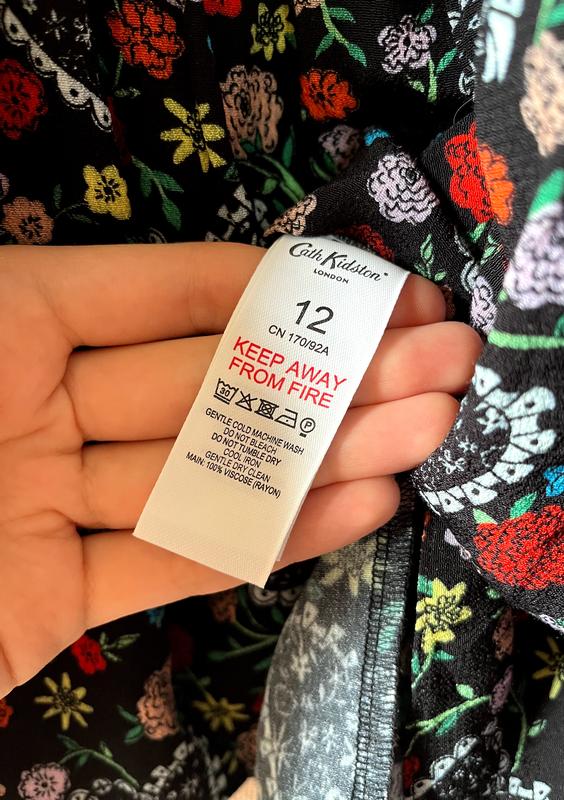 Cath Kidston
LONDON
12
CN 170/92A
KEEP AWAY
FROM FIRE
30 P
GENTLE COLD MACHINE WASH
DO NOT BLEACH
DO NOT TUMBLE DRY
COOL IRON
GENTLE DRY CLEAN
MAIN: 100% VISCOSE (RAYON)